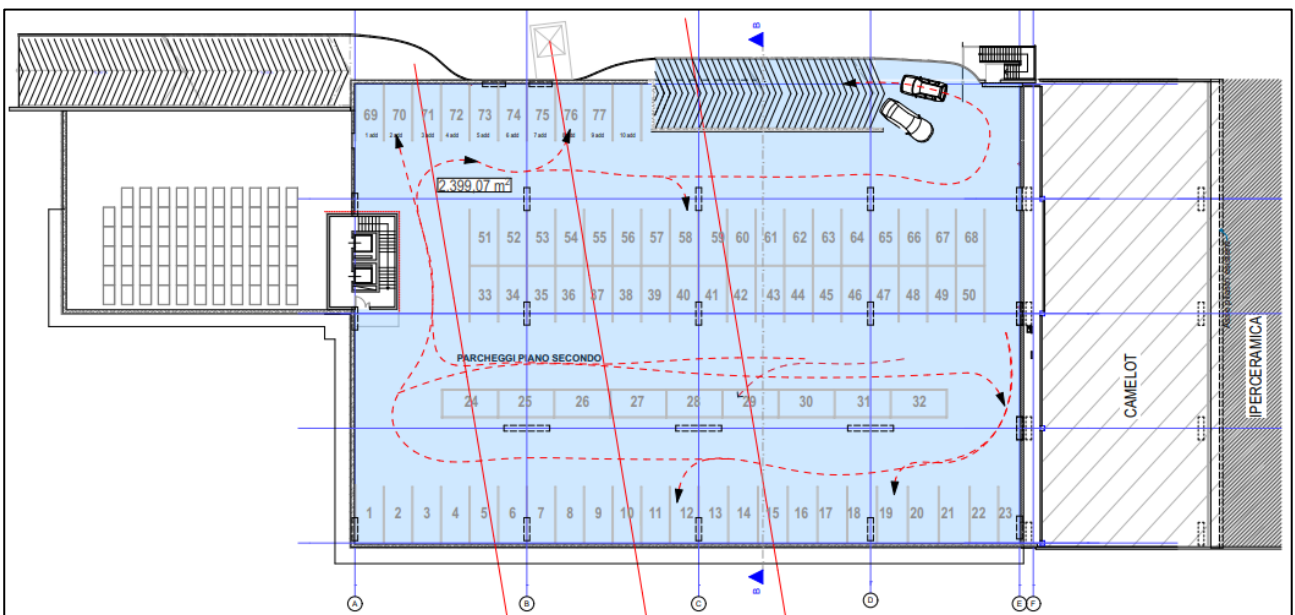 B
69 70 71 72 73 74 75 76 77
1 add 2 add 3 add 4 add 5 add 6 add 7 add 8 add 9 add 10 add
2.399,07 m²
51 52 53 54 55 56 57 58 59 60 61 62 63 64 65 66 67 68
33 34 35 36 37 38 39 40 41 42 43 44 45 46 47 48 49 50
PARCHEGGI PIANO SECONDO
24 25 26 27 28 29 30 31 32
1 2 3 4 5 6 7 8 9 10 11 12 13 14 15 16 17 18 19 20 21 22 23
CAMELOT
IPERCERAMICA
B
A B C D E F